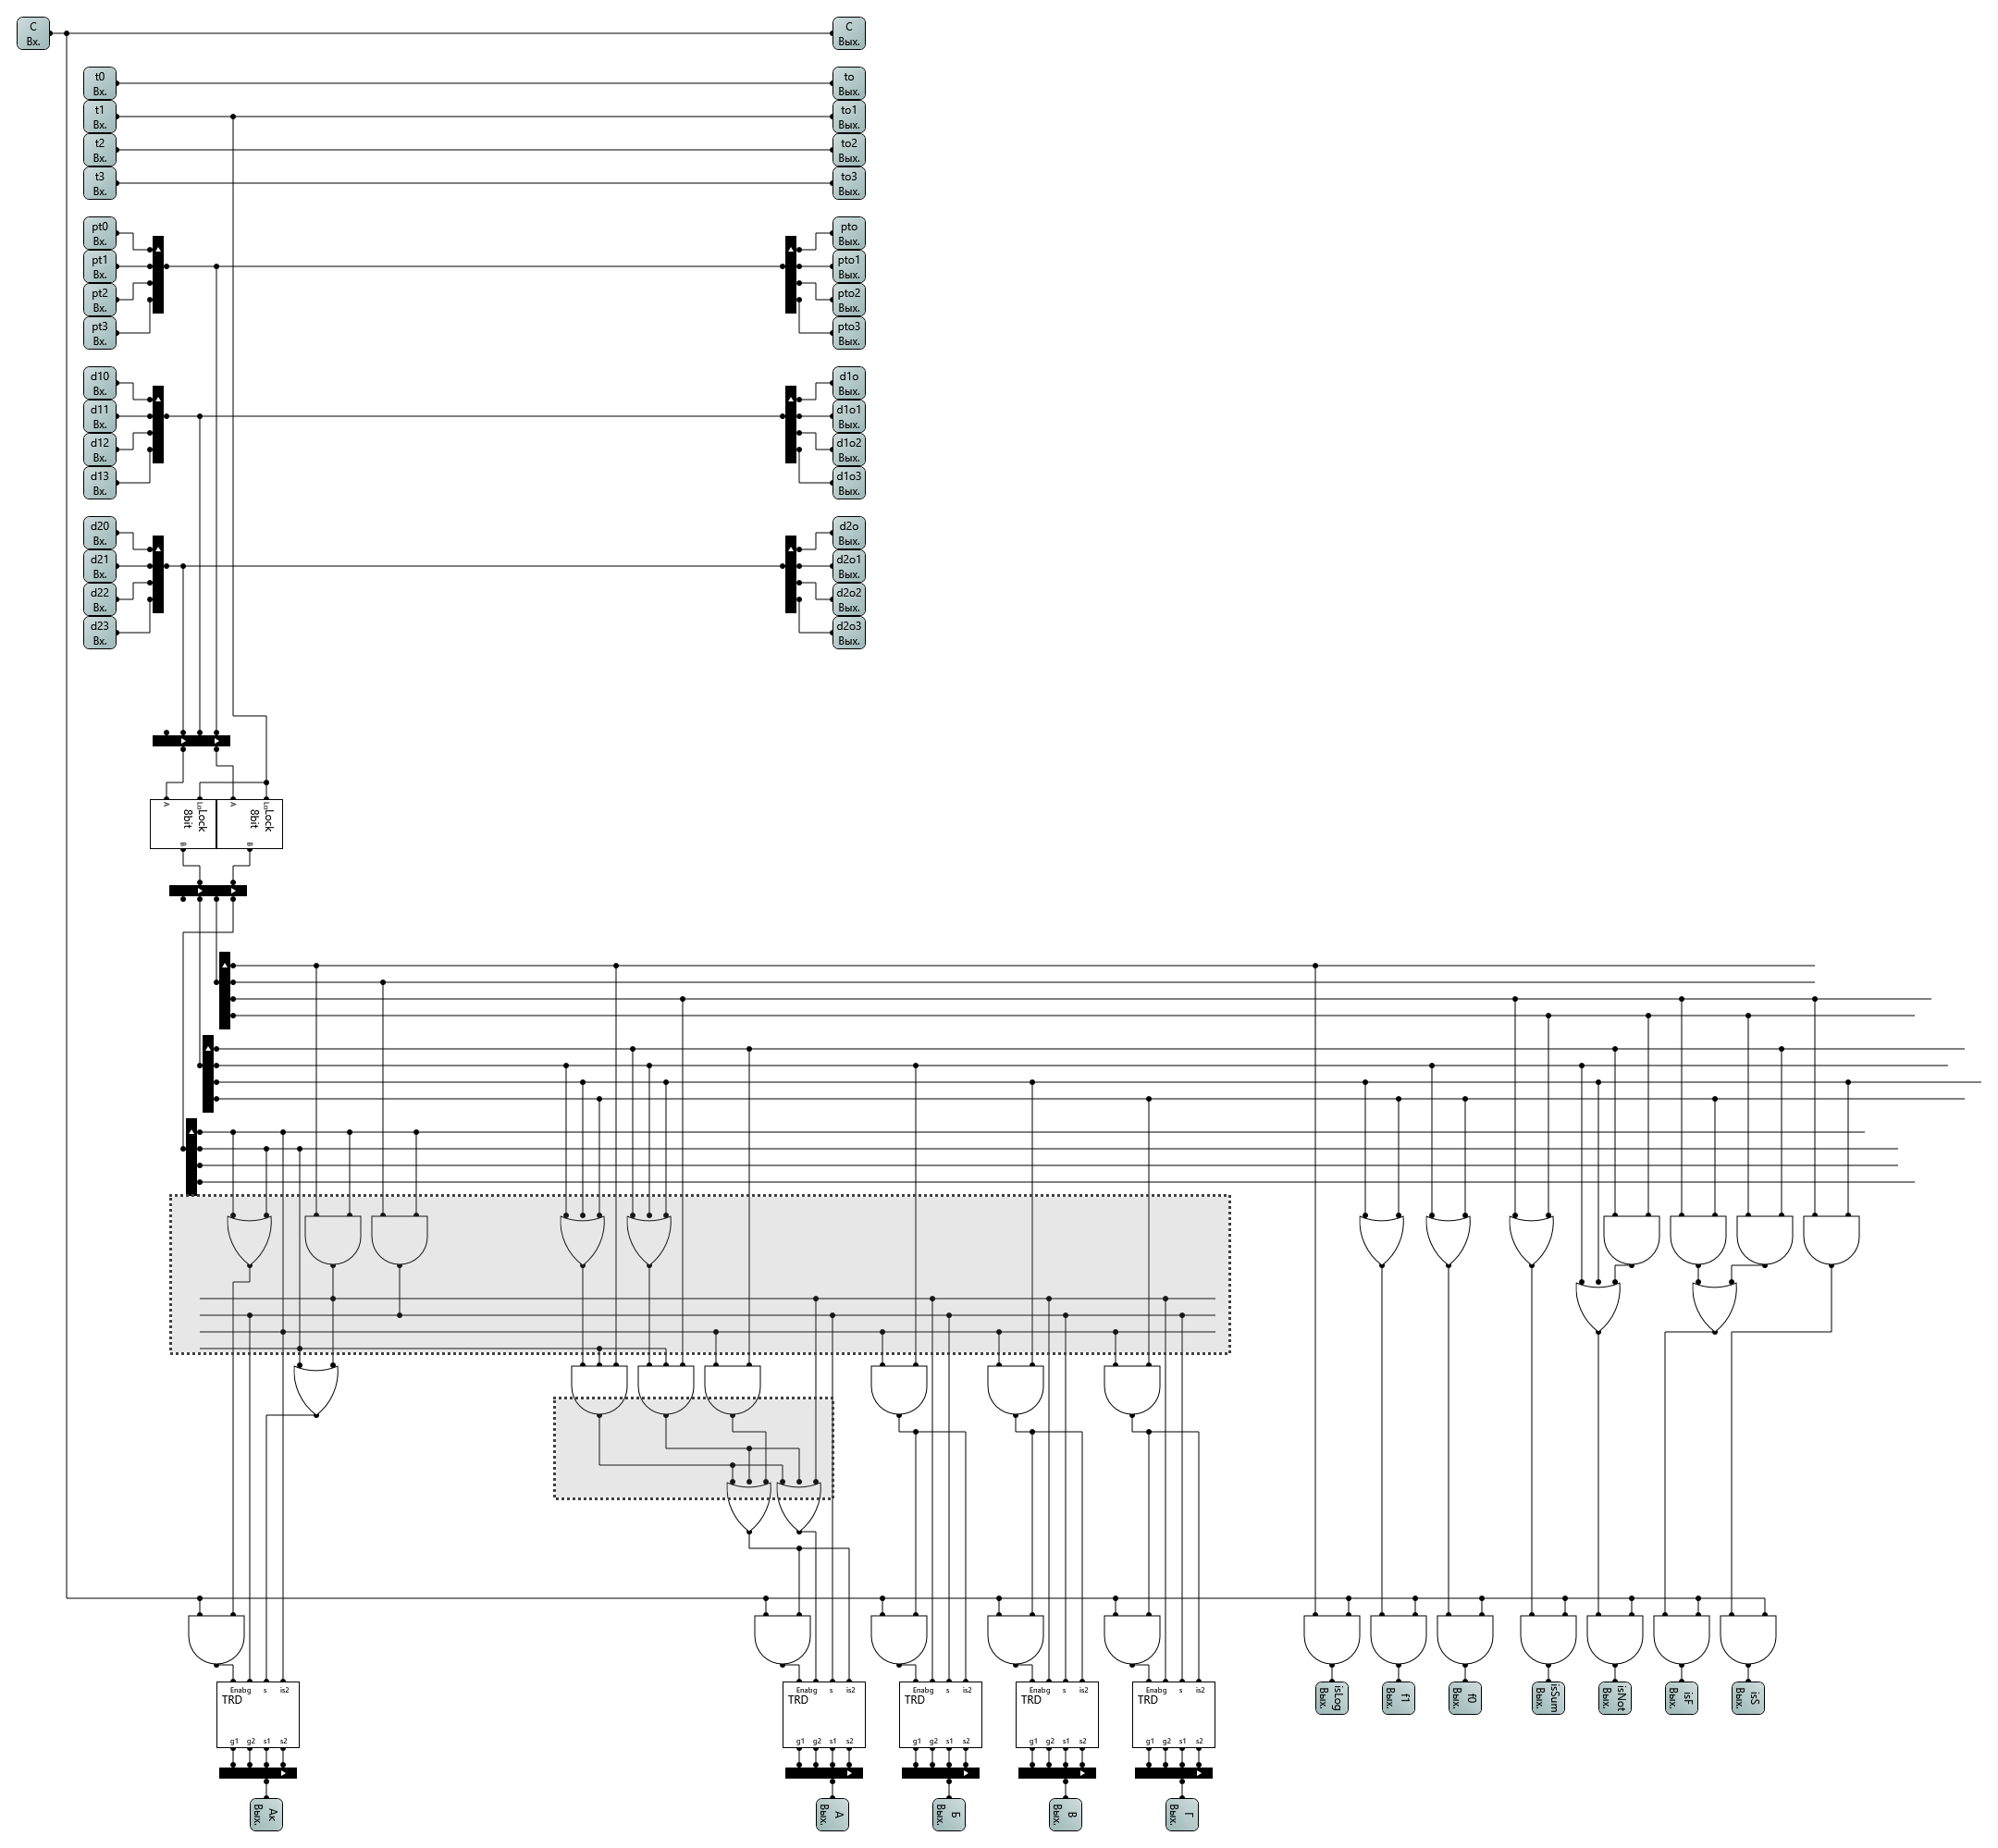 C
Вх.
C
Вых.
t0
Вх.
to
Вых.
t1
Вх.
to1
Вых.
t2
Вх.
to2
Вых.
t3
Вх.
to3
Вых.
pt0
Вх.
pto
Вых.
pt1
Вх.
pto1
Вых.
pt2
Вх.
pto2
Вых.
pt3
Вх.
pto3
Вых.
d10
Вх.
d1o
Вых.
d11
Вх.
d1o1
Вых.
d12
Вх.
d1o2
Вых.
d13
Вх.
d1o3
Вых.
d20
Вх.
d2o
Вых.
d21
Вх.
d2o1
Вых.
d22
Вх.
d2o2
Вых.
d23
Вх.
d2o3
Вых.
A
Lock
8bit
B
A
Lock
8bit
B
Enabg s is2
TRD
g1 g2 s1 s2
Enabg s is2
TRD
g1 g2 s1 s2
Enabg s is2
TRD
g1 g2 s1 s2
Enabg s is2
TRD
g1 g2 s1 s2
Enabg s is2
TRD
g1 g2 s1 s2
isLog
Вых.
f1
Вых.
f0
Вых.
isSum
Вых.
isNot
Вых.
isF
Вых.
isS
Вых.
Ак
Вых.
А
Вых.
Б
Вых.
В
Вых.
Г
Вых.